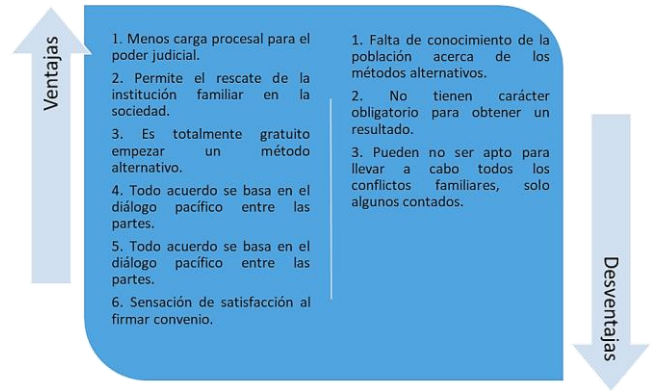 Ventajas
1. Menos carga procesal para el
poder judicial.
2. Permite el rescate de la
institución familiar en la
sociedad.
3. Es totalmente gratuito
empezar un método
alternativo.
4. Todo acuerdo se basa en el
diálogo pacífico entre las
partes.
5. Todo acuerdo se basa en el
diálogo pacífico entre las
partes.
6. Sensación de satisfacción al
firmar convenio.
1. Falta de conocimiento de la
población acerca de los
métodos alternativos.
2. No tienen carácter
obligatorio para obtener un
resultado.
3. Pueden no ser apto para
llevar a cabo todos los
conflictos familiares, solo
algunos contados.
Desventajas